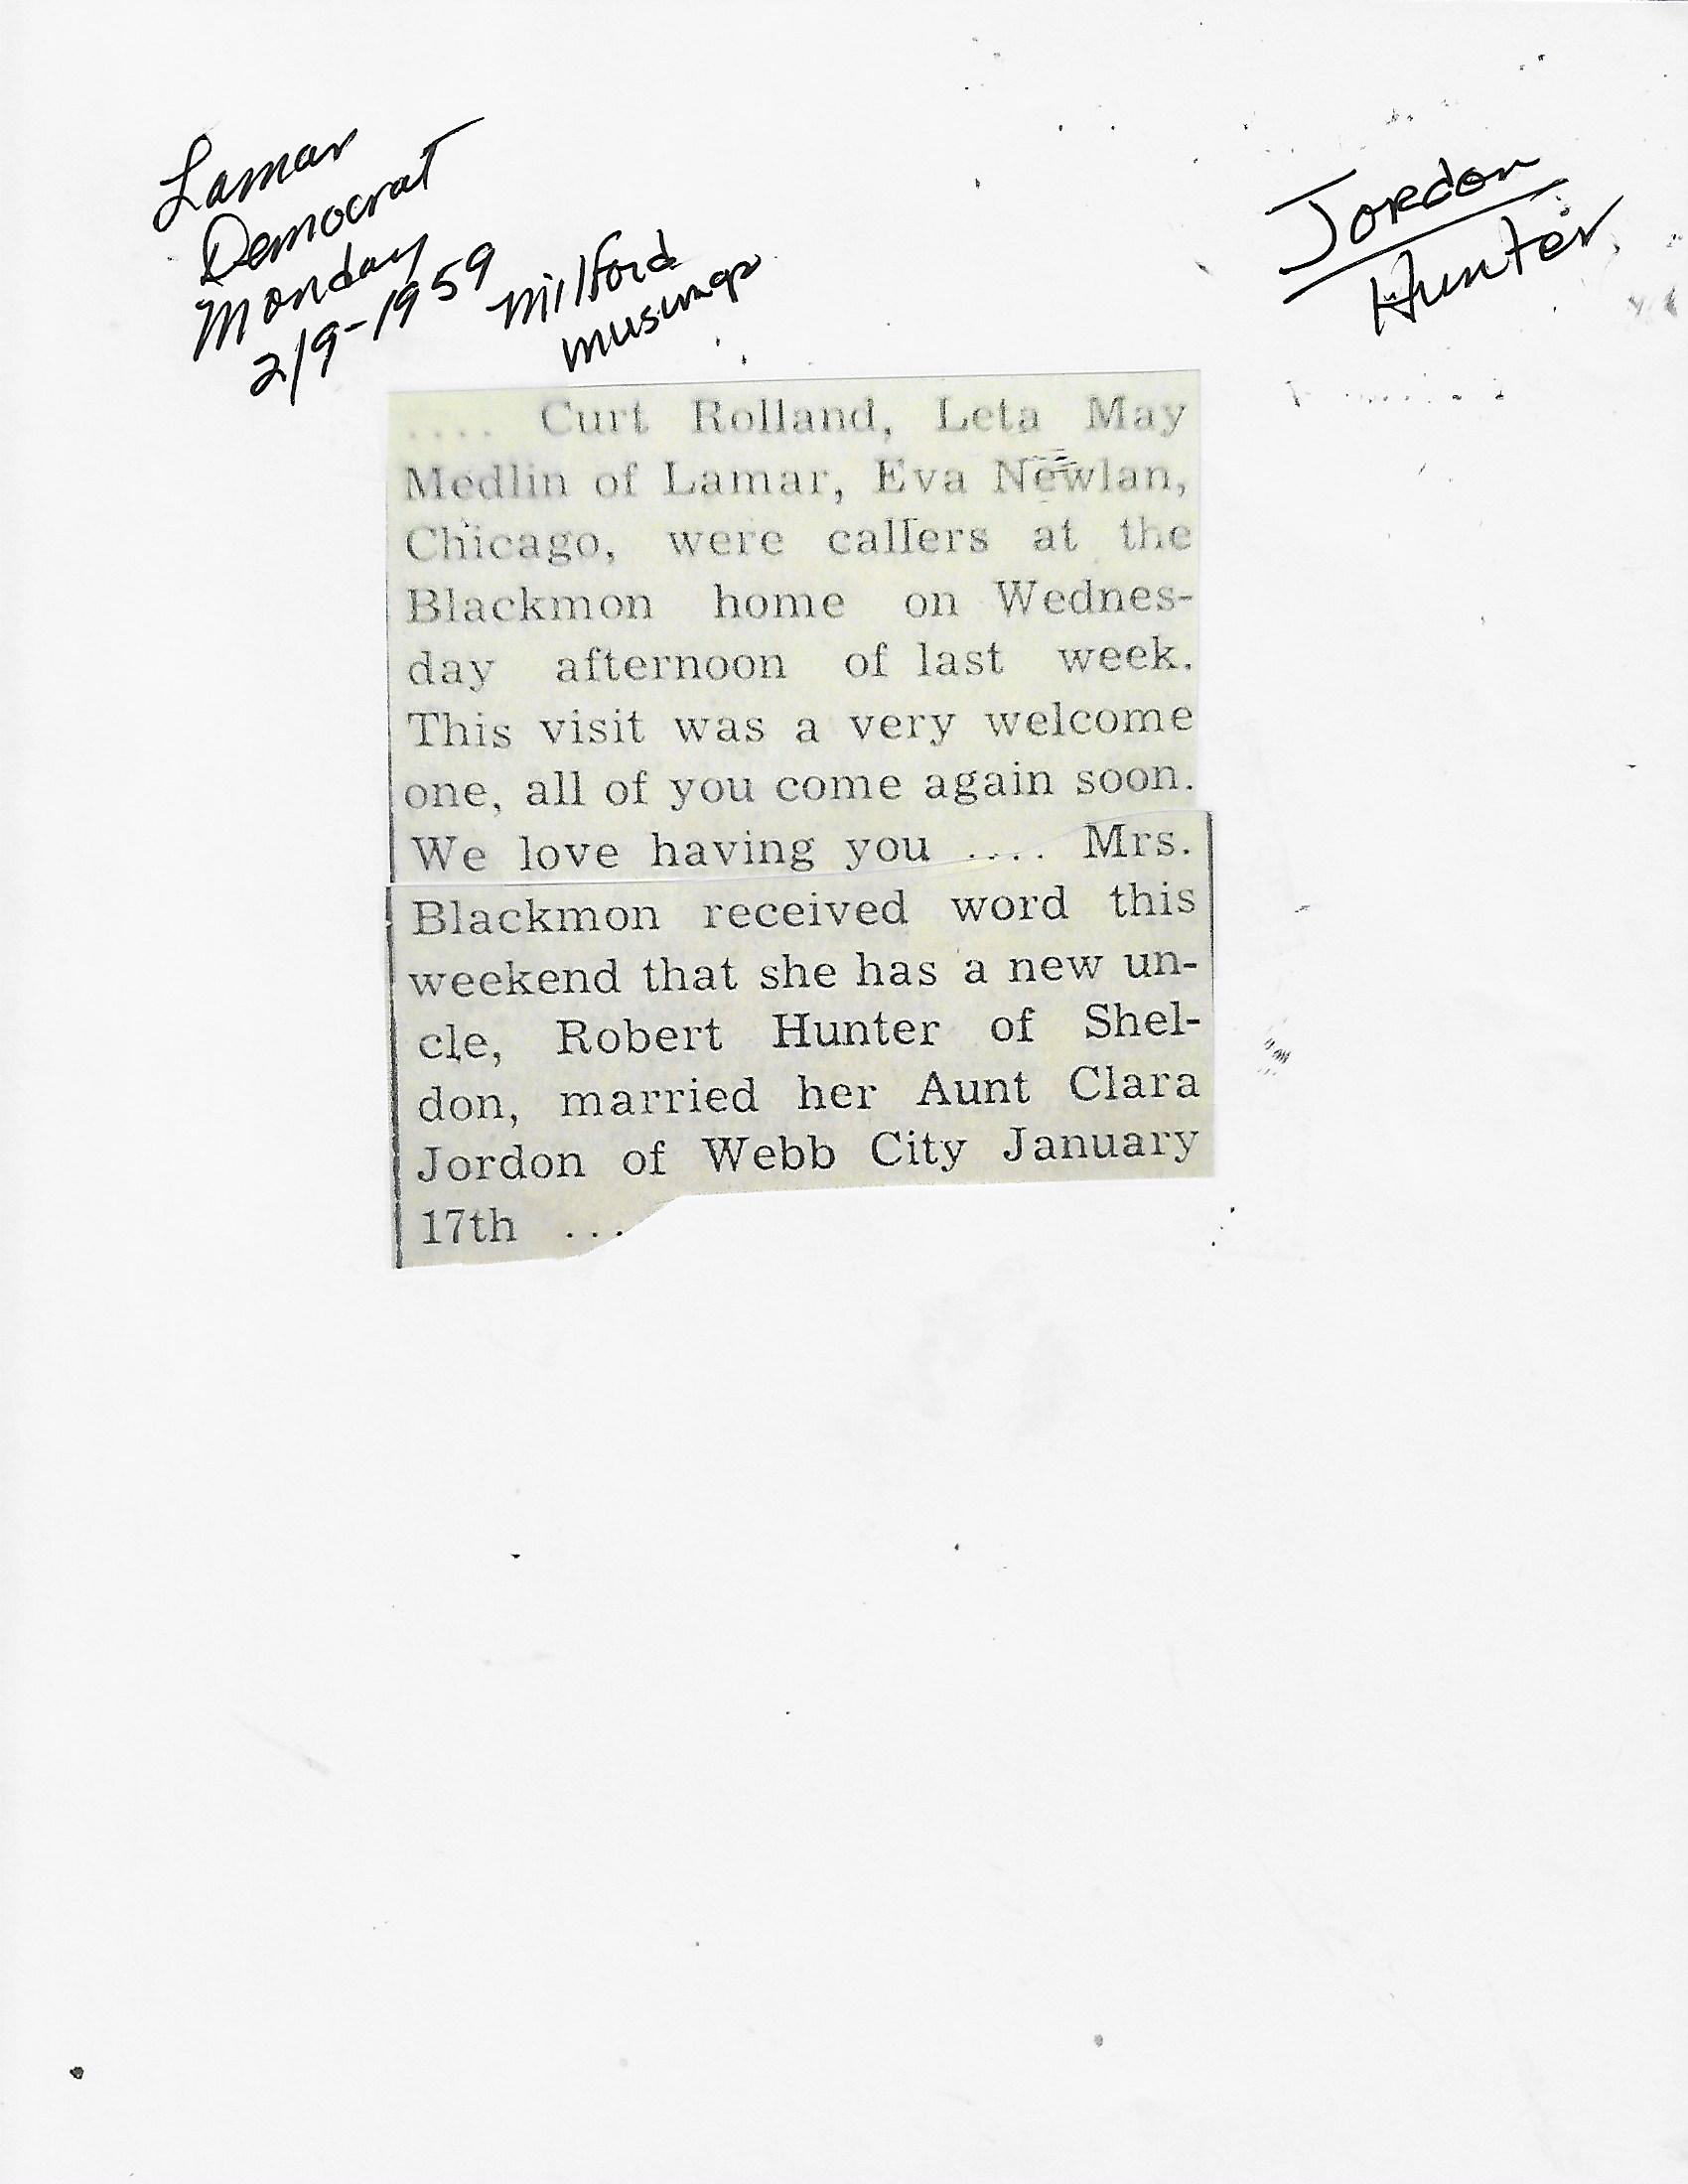 Lamar
Democrat
Monday
2/9-1959
Milford
musings
Jordon
Hunter
.... Curt Rolland, Leta May
Medlin of Lamar, Eva Newlan,
Chicago, were callers at the
Blackmon home on Wednes-
day afternoon of last week.
This visit was a very welcome
one, all of you come again soon.
We love having you .... Mrs.
Blackmon received word this
weekend that she has a new un-
cle, Robert Hunter of Shel-
don, married her Aunt Clara
Jordon of Webb City January
17th ...